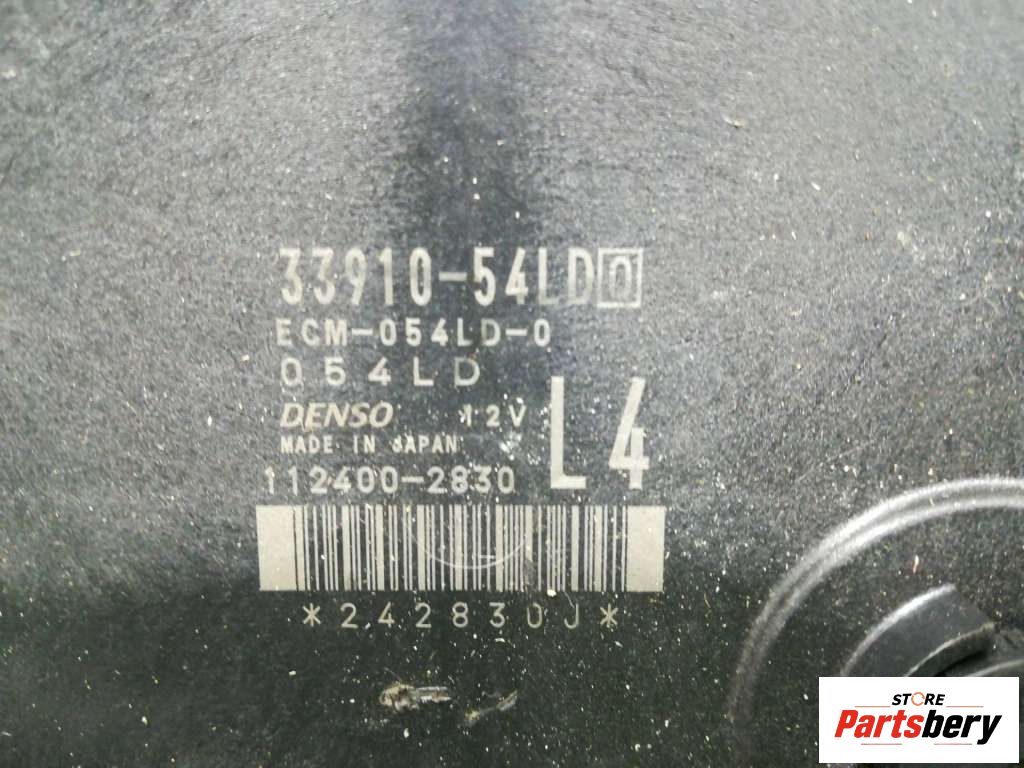 33910-54LD0
ECM-054LD-0
054LD
DENSO 12V
L4
MADE IN JAPAN
112400-2830
*242830J*
STORE
Partsbery